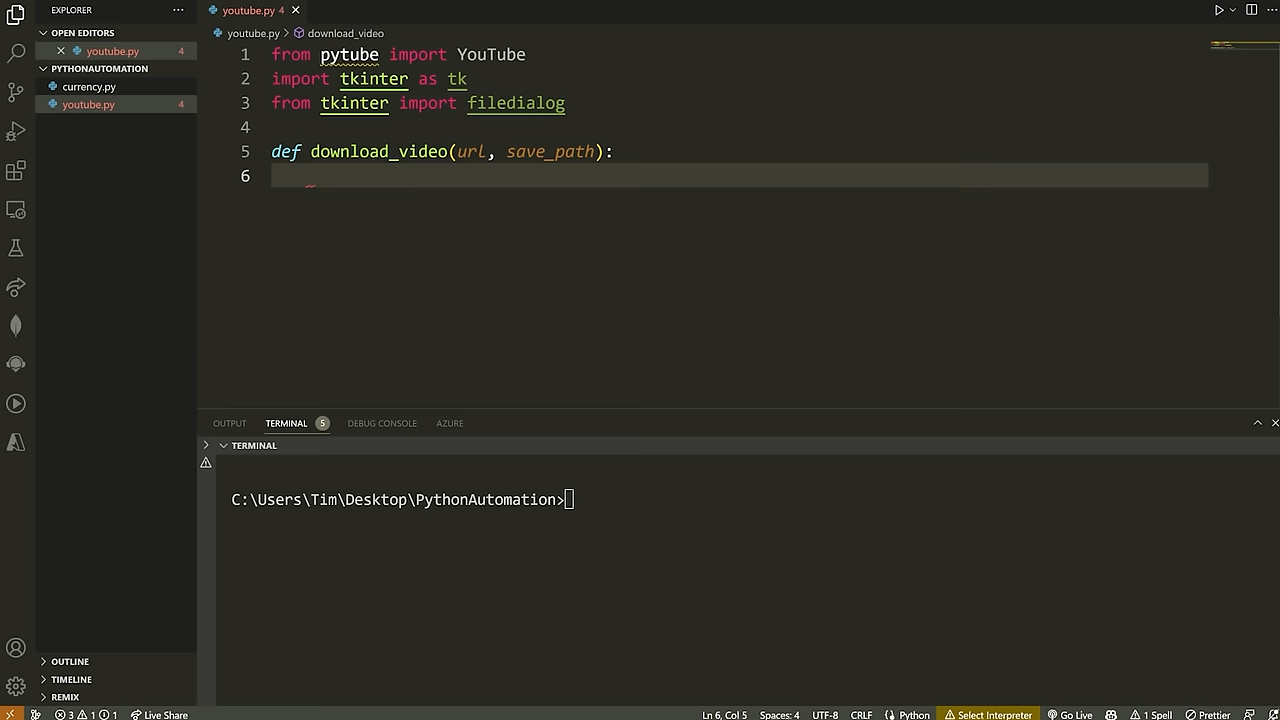 EXPLORER
youtube.py 4
OPEN EDITORS
youtube.py 4
PYTHONAUTOMATION
currency.py
youtube.py 4
OUTLINE
TIMELINE
REMIX
youtube.py > download_video
1 from pytube import YouTube
2 import tkinter as tk
3 from tkinter import filedialog
4
5 def download_video(url, save_path):
6
OUTPUT TERMINAL 5 DEBUG CONSOLE AZURE
TERMINAL
C:\Users\Tim\Desktop\PythonAutomation>
3 1 1 Live Share Ln 6, Col 5 Spaces: 4 UTF-8 CRLF Python Select Interpreter Go Live 1 Spell Prettier